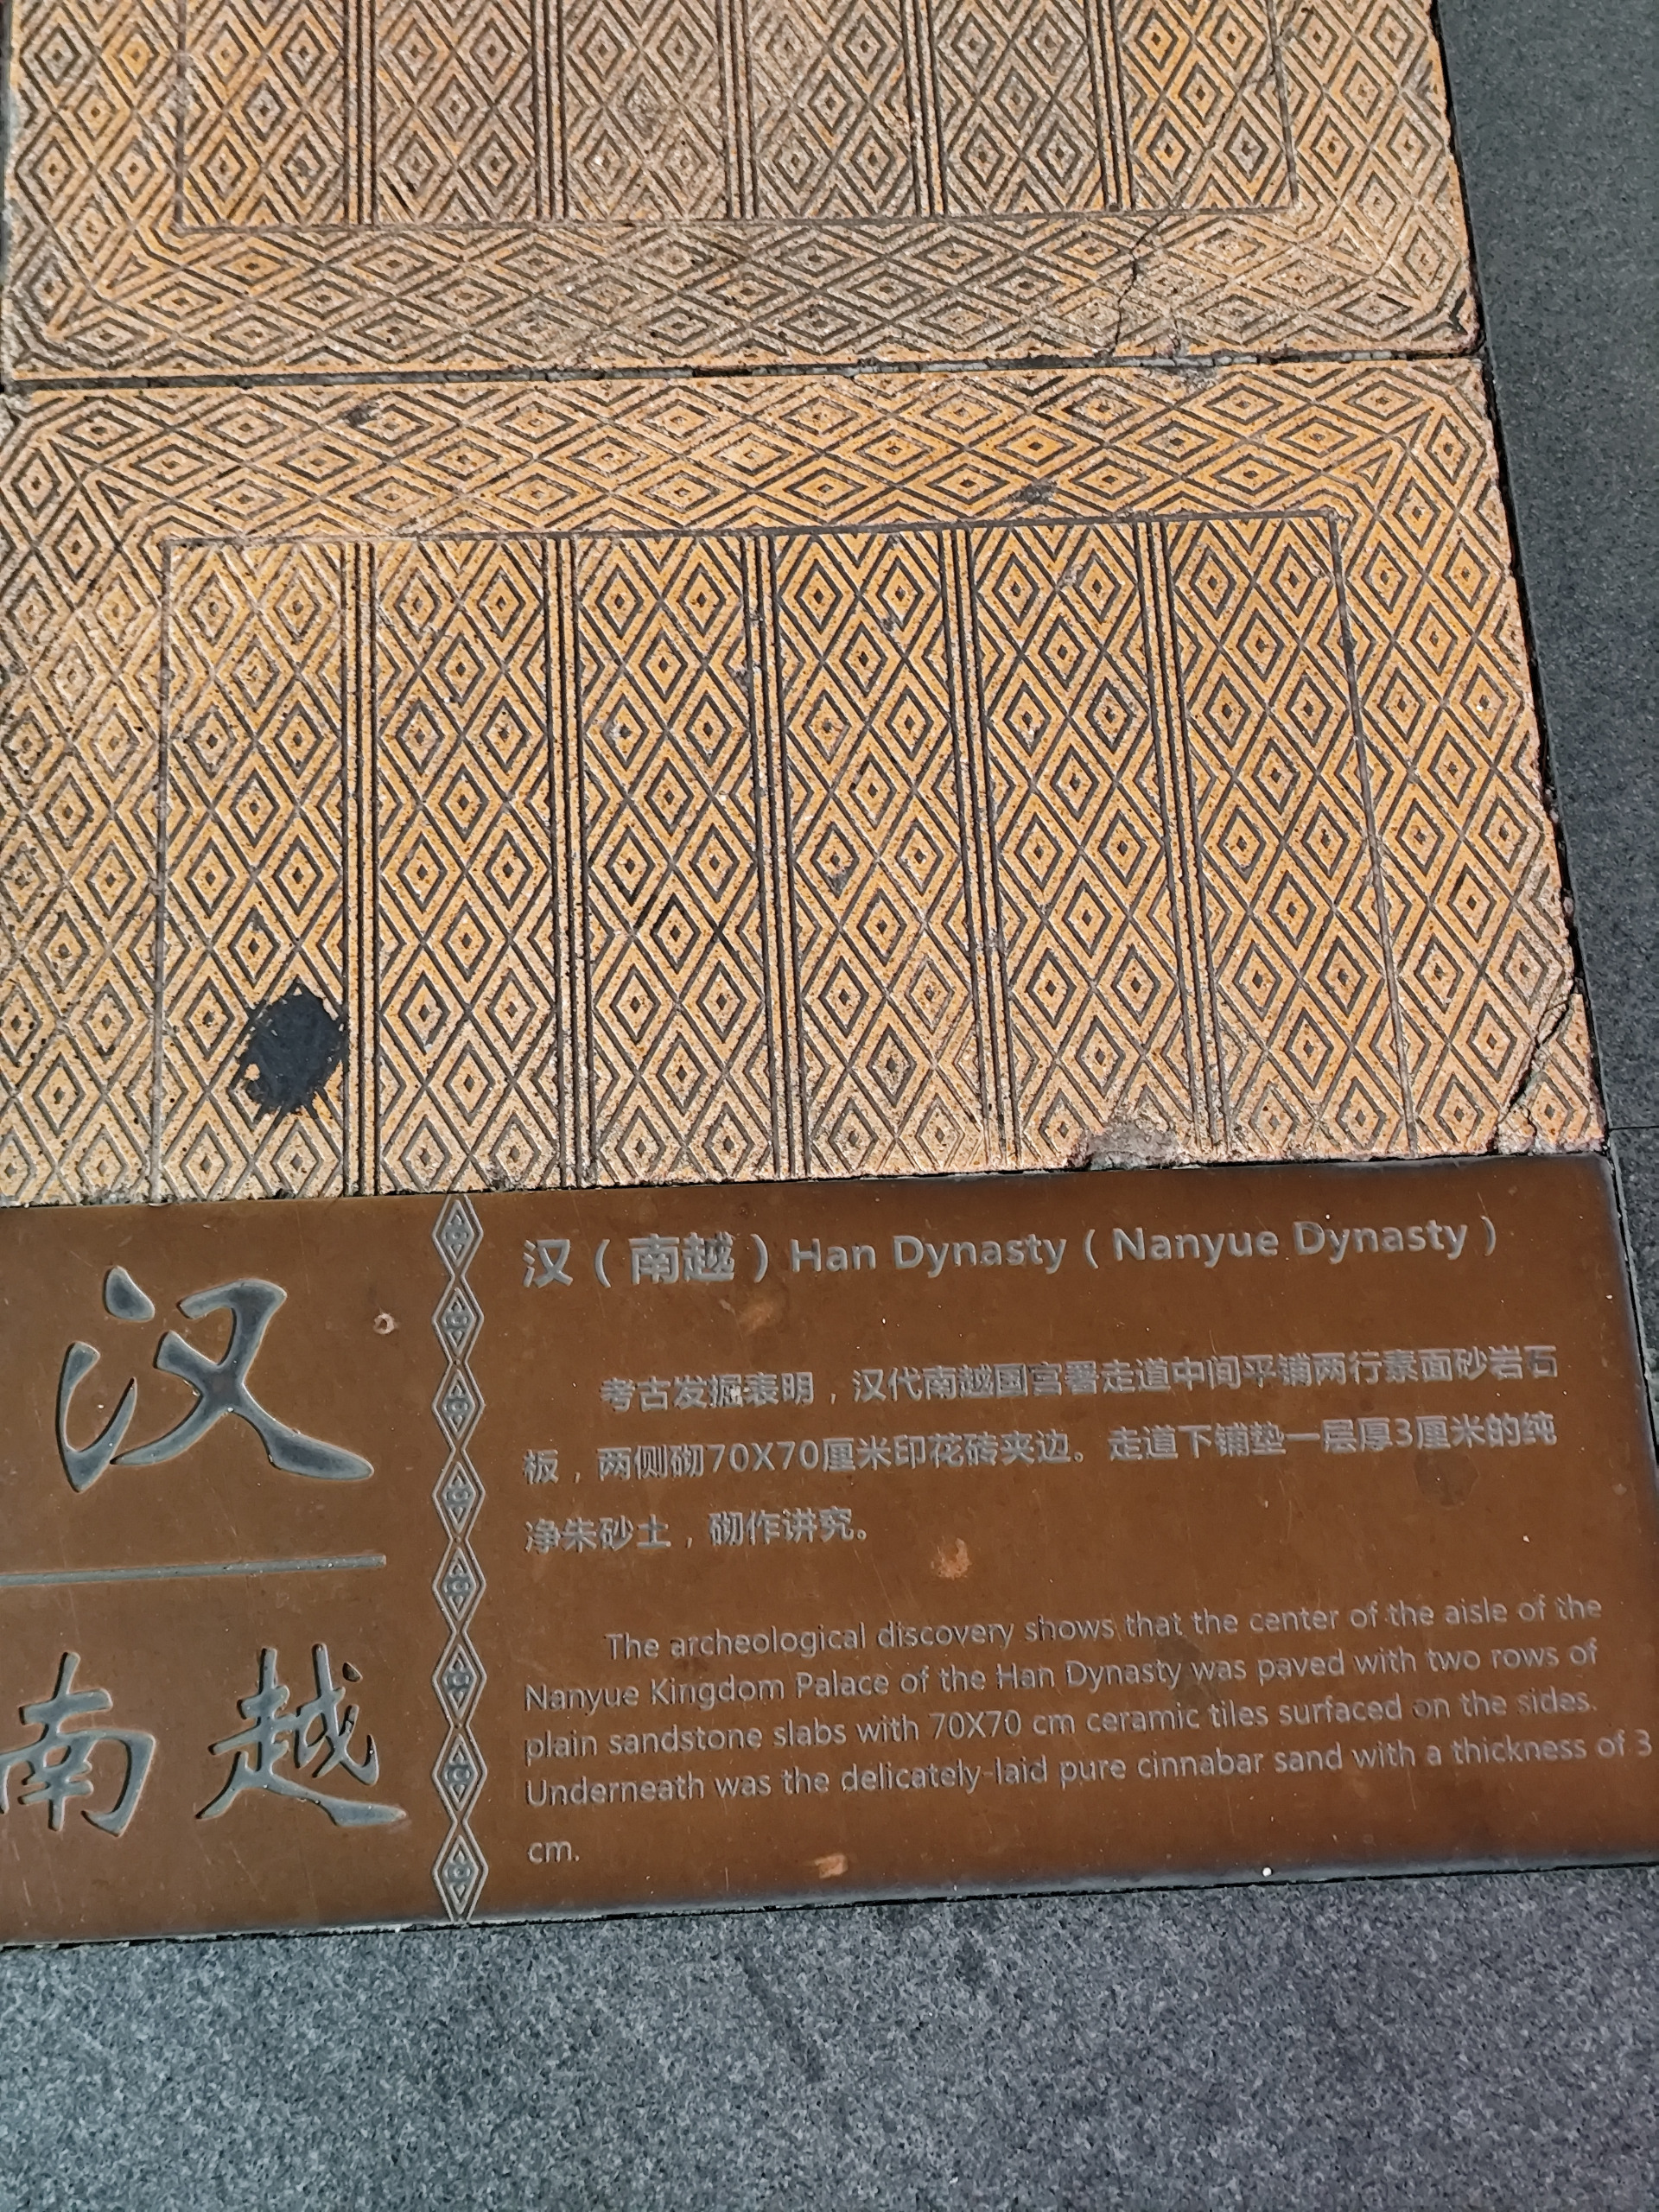 汉
南越
汉（南越）Han Dynasty（Nanyue Dynasty）
考古发掘表明，汉代南越国宫署走道中间平铺两行素面砂岩石
板，两侧砌70X70厘米印花砖夹边。走道下铺垫一层厚3厘米的纯
净朱砂土，砌作讲究。
The archeological discovery shows that the center of the aisle of the
Nanyue Kingdom Palace of the Han Dynasty was paved with two rows of
plain sandstone slabs with 70X70 cm ceramic tiles surfaced on the sides.
Underneath was the delicately-laid pure cinnabar sand with a thickness of 3
cm.